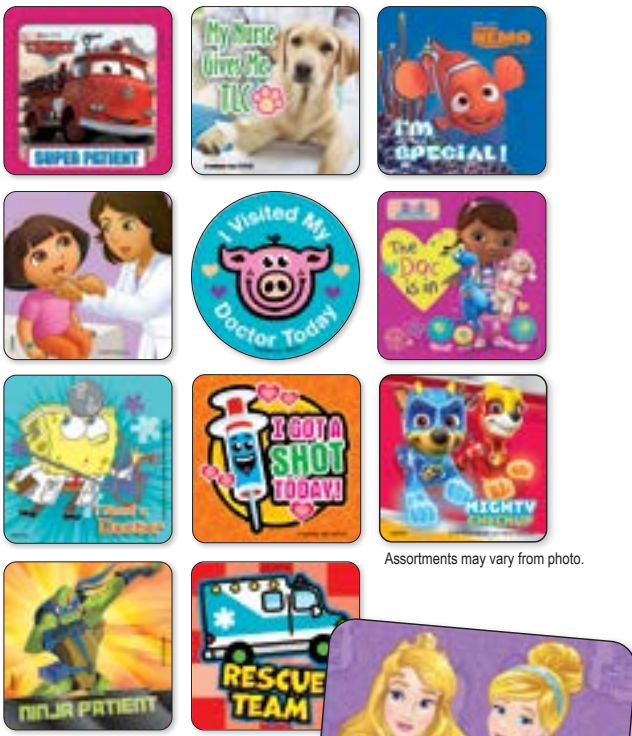 SUPER PATIENT
My Nurse
Gives Me
TLC
NEMO
I'm
SPECIAL!
I Visited My
Doctor Today
The
DOC
is in
I GOT A
SHOT
TODAY!
MIGHTY
CHECKUP
Assortments may vary from photo.
NINJA PATIENT
RESCUE
TEAM